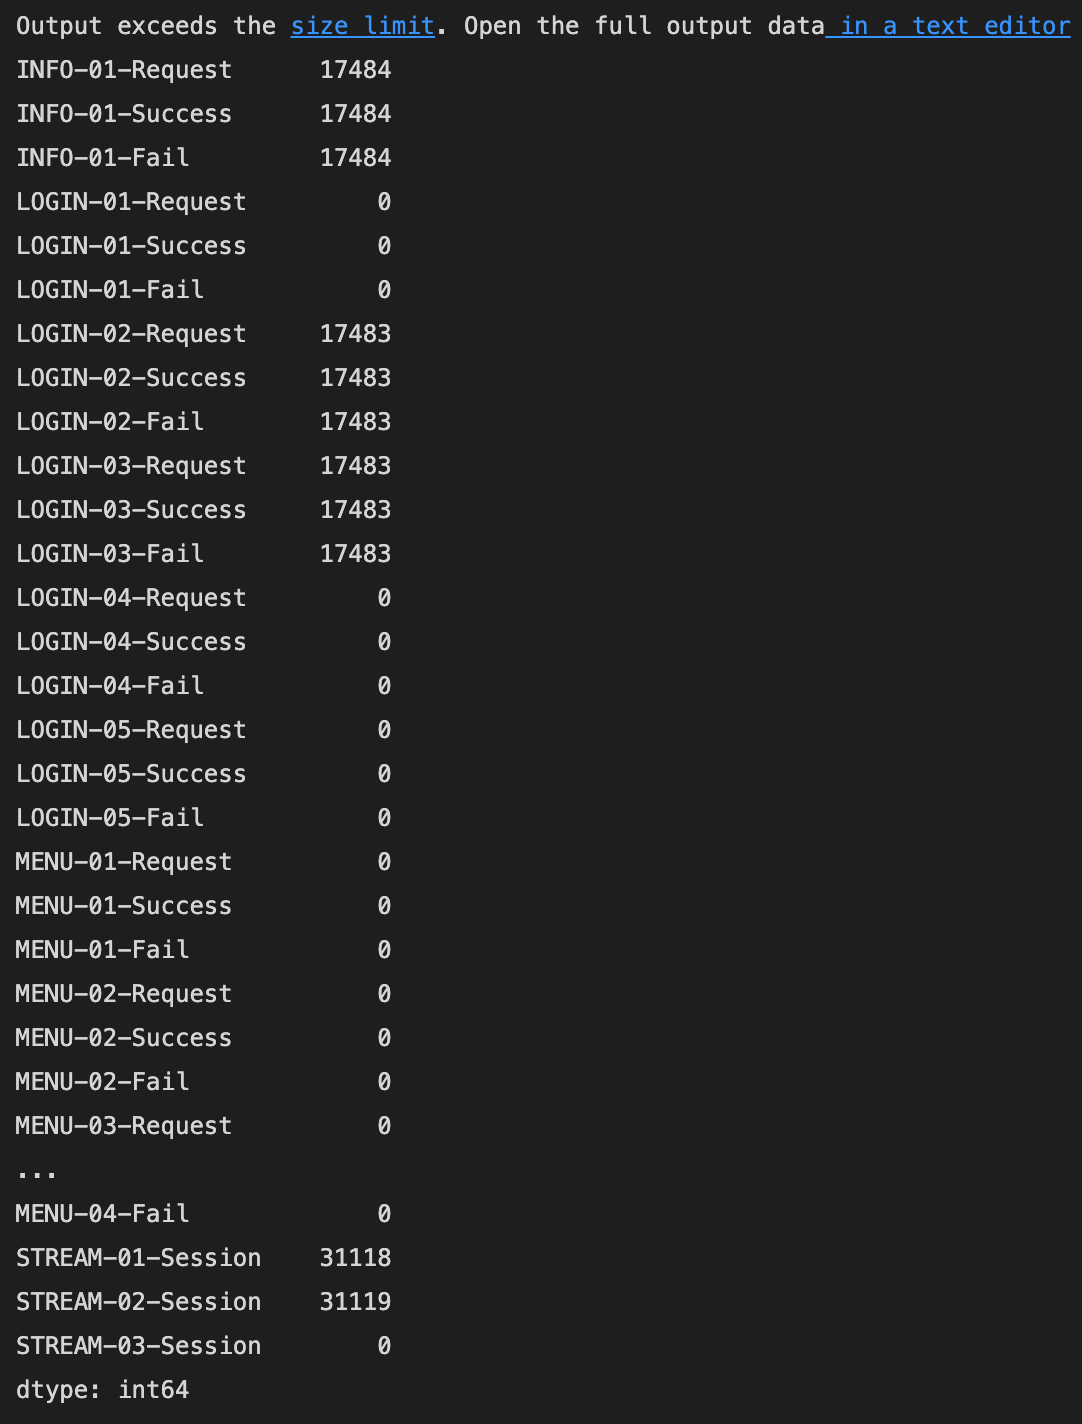 Output exceeds the size limit. Open the full output data in a text editor
INFO-01-Request      17484
INFO-01-Success      17484
INFO-01-Fail         17484
LOGIN-01-Request         0
LOGIN-01-Success         0
LOGIN-01-Fail            0
LOGIN-02-Request     17483
LOGIN-02-Success     17483
LOGIN-02-Fail        17483
LOGIN-03-Request     17483
LOGIN-03-Success     17483
LOGIN-03-Fail        17483
LOGIN-04-Request         0
LOGIN-04-Success         0
LOGIN-04-Fail            0
LOGIN-05-Request         0
LOGIN-05-Success         0
LOGIN-05-Fail            0
MENU-01-Request          0
MENU-01-Success          0
MENU-01-Fail             0
MENU-02-Request          0
MENU-02-Success          0
MENU-02-Fail             0
MENU-03-Request          0
...
MENU-04-Fail             0
STREAM-01-Session    31118
STREAM-02-Session    31119
STREAM-03-Session        0
dtype: int64